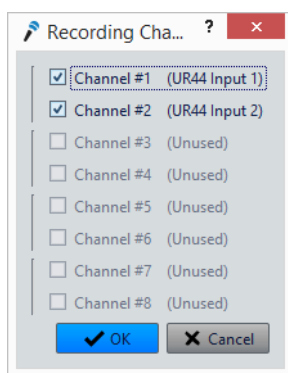 Recording Cha... ? ×
Channel #1 (UR44 Input 1)
Channel #2 (UR44 Input 2)
Channel #3 (Unused)
Channel #4 (Unused)
Channel #5 (Unused)
Channel #6 (Unused)
Channel #7 (Unused)
Channel #8 (Unused)
OK Cancel